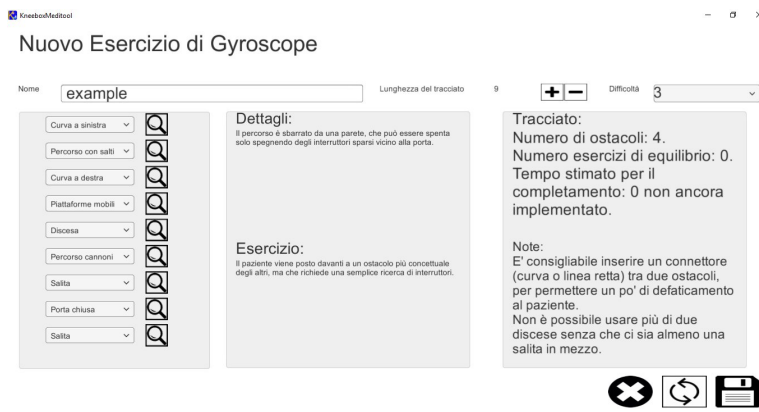 KneeboxMeditool
Nuovo Esercizio di Gyroscope
Nome
example
Lunghezza del tracciato
9
Difficoltà
3
Curva a sinistra
Percorso con salti
Curva a destra
Piattaforme mobili
Discesa
Percorso cannoni
Salita
Porta chiusa
Salita
Dettagli:
Il percorso è sbarrato da una parete, che può essere spenta
solo spegnendo degli interruttori sparsi vicino alla porta.
Esercizio:
Il paziente viene posto davanti a un ostacolo più concettuale
degli altri, ma che richiede una semplice ricerca di interruttori.
Tracciato:
Numero di ostacoli: 4.
Numero esercizi di equilibrio: 0.
Tempo stimato per il
completamento: 0 non ancora
implementato.
Note:
E' consigliabile inserire un connettore
(curva o linea retta) tra due ostacoli,
per permettere un po' di defaticamento
al paziente.
Non è possibile usare più di due
discese senza che ci sia almeno una
salita in mezzo.